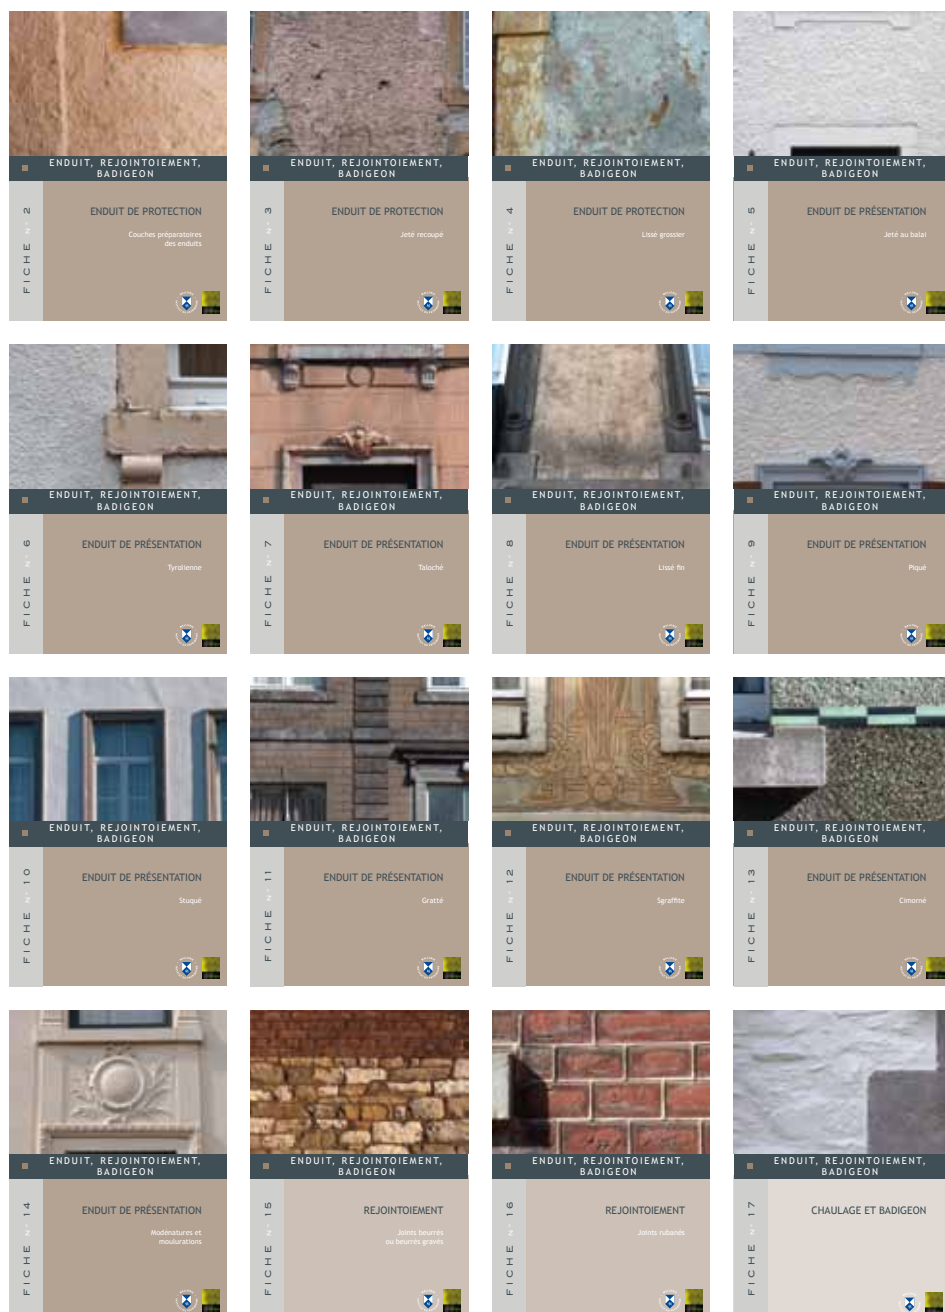 ENDUIT, REJOINTOIEMENT,
BADIGEON
FICHE N° 2
ENDUIT DE PROTECTION
Couches préparatoires
des enduits
ENDUIT, REJOINTOIEMENT,
BADIGEON
FICHE N° 3
ENDUIT DE PROTECTION
Jeté recoupé
ENDUIT, REJOINTOIEMENT,
BADIGEON
FICHE N° 4
ENDUIT DE PROTECTION
Lissé grossier
ENDUIT, REJOINTOIEMENT,
BADIGEON
FICHE N° 5
ENDUIT DE PRÉSENTATION
Jeté au balai
ENDUIT, REJOINTOIEMENT,
BADIGEON
FICHE N° 6
ENDUIT DE PRÉSENTATION
Tyrolienne
ENDUIT, REJOINTOIEMENT,
BADIGEON
FICHE N° 7
ENDUIT DE PRÉSENTATION
Taloché
ENDUIT, REJOINTOIEMENT,
BADIGEON
FICHE N° 8
ENDUIT DE PRÉSENTATION
Lissé fin
ENDUIT, REJOINTOIEMENT,
BADIGEON
FICHE N° 9
ENDUIT DE PRÉSENTATION
Piqué
ENDUIT, REJOINTOIEMENT,
BADIGEON
FICHE N° 10
ENDUIT DE PRÉSENTATION
Stuqué
ENDUIT, REJOINTOIEMENT,
BADIGEON
FICHE N° 11
ENDUIT DE PRÉSENTATION
Gratté
ENDUIT, REJOINTOIEMENT,
BADIGEON
FICHE N° 12
ENDUIT DE PRÉSENTATION
Sgraffite
ENDUIT, REJOINTOIEMENT,
BADIGEON
FICHE N° 13
ENDUIT DE PRÉSENTATION
Cimorné
ENDUIT, REJOINTOIEMENT,
BADIGEON
FICHE N° 14
ENDUIT DE PRÉSENTATION
Modénatures et
moulurations
ENDUIT, REJOINTOIEMENT,
BADIGEON
FICHE N° 15
REJOINTOIEMENT
Joints beurrés
ou beurrés gravés
ENDUIT, REJOINTOIEMENT,
BADIGEON
FICHE N° 16
REJOINTOIEMENT
Joints rubanés
ENDUIT, REJOINTOIEMENT,
BADIGEON
FICHE N° 17
CHAULAGE ET BADIGEON